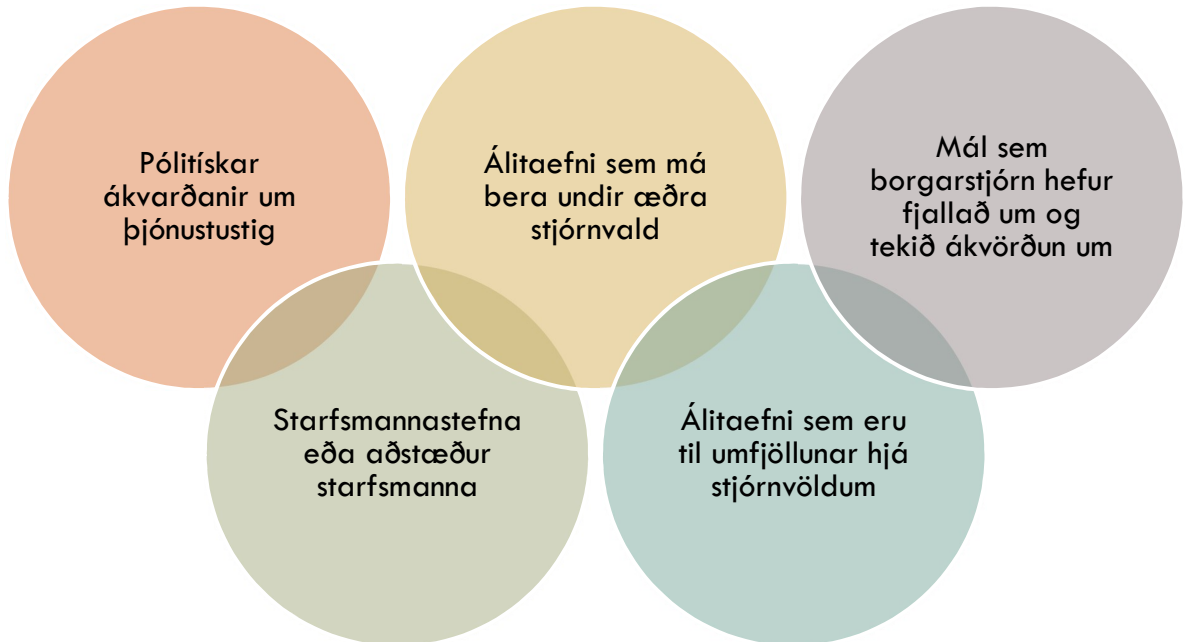 Pólitískar
ákvarðanir um
þjónustustig
Álitaefni sem má
bera undir æðra
stjórnvald
Mál sem
borgarstjórn hefur
fjallað um og
tekið ákvörðun um
Starfsmannastefna
eða aðstæður
starfsmanna
Álitaefni sem eru
til umfjöllunar hjá
stjórnvöldum